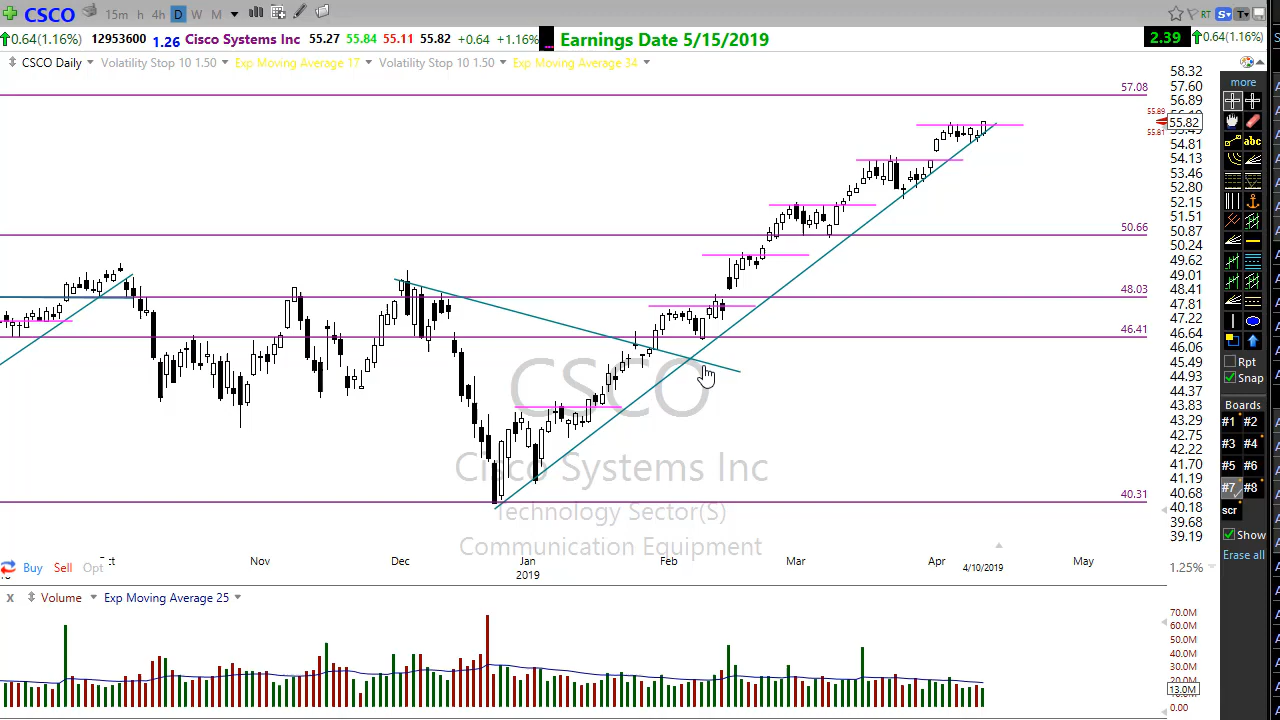 CSCO 15m h 4h D W M RT S T
0.64(1.16%) 12953600 1.26 Cisco Systems Inc 55.27 55.84 55.11 55.82 +0.64 +1.16% Earnings Date 5/15/2019 2.39 0.64(1.16%)
CSCO Daily Volatility Stop 10 1.50 Exp Moving Average 17 Volatility Stop 10 1.50 Exp Moving Average 34
more
abc
Rpt
Snap
Boards
#1 #2
#3 #4
#5 #6
#7 #8
scr
Show
Erase all
58.32
57.60
56.89
55.82
54.81
54.13
53.46
52.80
52.15
51.51
50.87
50.24
49.62
49.01
48.41
47.81
47.22
46.64
46.06
45.49
44.93
44.37
43.83
43.29
42.75
42.22
41.70
41.19
40.68
40.18
39.68
39.19
1.25%
55.89
55.81
57.08
50.66
48.03
46.41
40.31
CSCO
Cisco Systems Inc
Technology Sector(S)
Communication Equipment
Nov Dec Jan Feb Mar Apr May
2019 4/10/2019
Buy Sell Opt
x Volume Exp Moving Average 25
70.0M
60.0M
50.0M
40.0M
30.0M
20.0M
13.0M
0.00